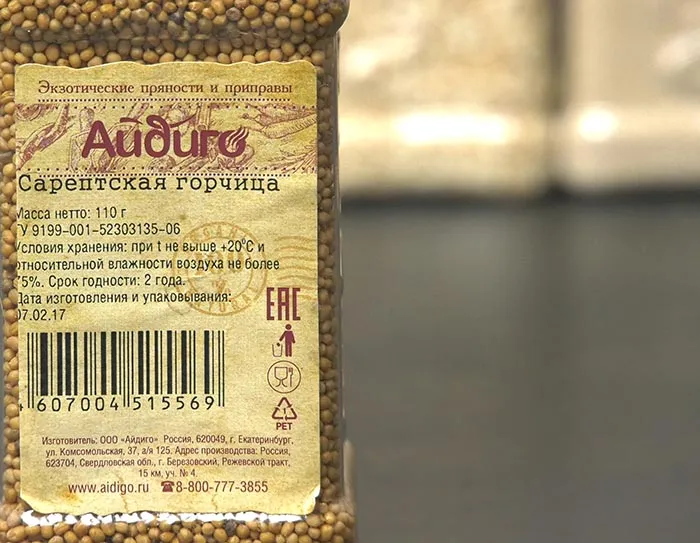 Экзотические пряности и приправы
Айдиго
Сарептская горчица
Масса нетто: 110 г
ТУ 9199-001-52303135-06
Условия хранения: при t не выше +20°С и
относительной влажности воздуха не более
75%. Срок годности: 2 года.
Дата изготовления и упаковывания:
07.02.17
ЕАС
4 607004 515569
PET
Изготовитель: ООО «Айдиго» Россия, 620049, г. Екатеринбург,
ул. Комсомольская, 37, а/я 125. Адрес производства: Россия,
623704, Свердловская обл., г. Березовский, Режевской тракт,
15 км, уч. № 4.
www.aidigo.ru ☎8-800-777-3855